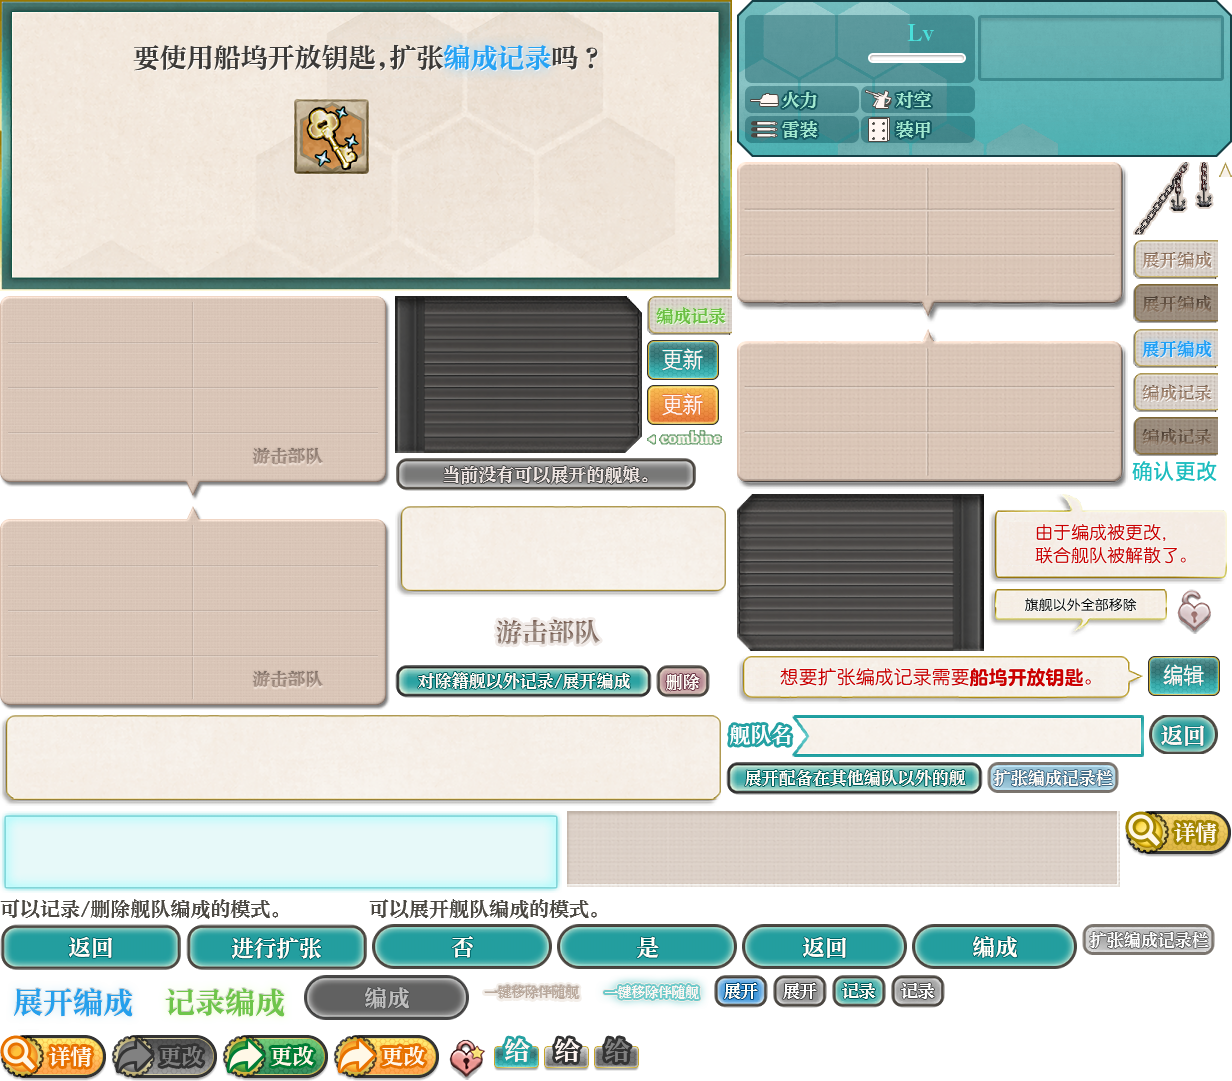 要使用船坞开放钥匙,扩张编成记录吗？
Lv
火力
对空
雷装
装甲
展开编成
展开编成
展开编成
编成记录
编成记录
确认更改
编成记录
更新
更新
combine
当前没有可以展开的舰娘。
游击部队
游击部队
游击部队
由于编成被更改,
联合舰队被解散了。
旗舰以外全部移除
对除籍舰以外记录/展开编成
删除
想要扩张编成记录需要船坞开放钥匙。
编辑
舰队名
返回
展开配备在其他编队以外的舰
扩张编成记录栏
详情
可以记录/删除舰队编成的模式。
可以展开舰队编成的模式。
返回
进行扩张
否
是
返回
编成
扩张编成记录栏
展开编成
记录编成
编成
一键移除伴随舰
一键移除伴随舰
展开
展开
记录
记录
详情
更改
更改
更改
给
给
给